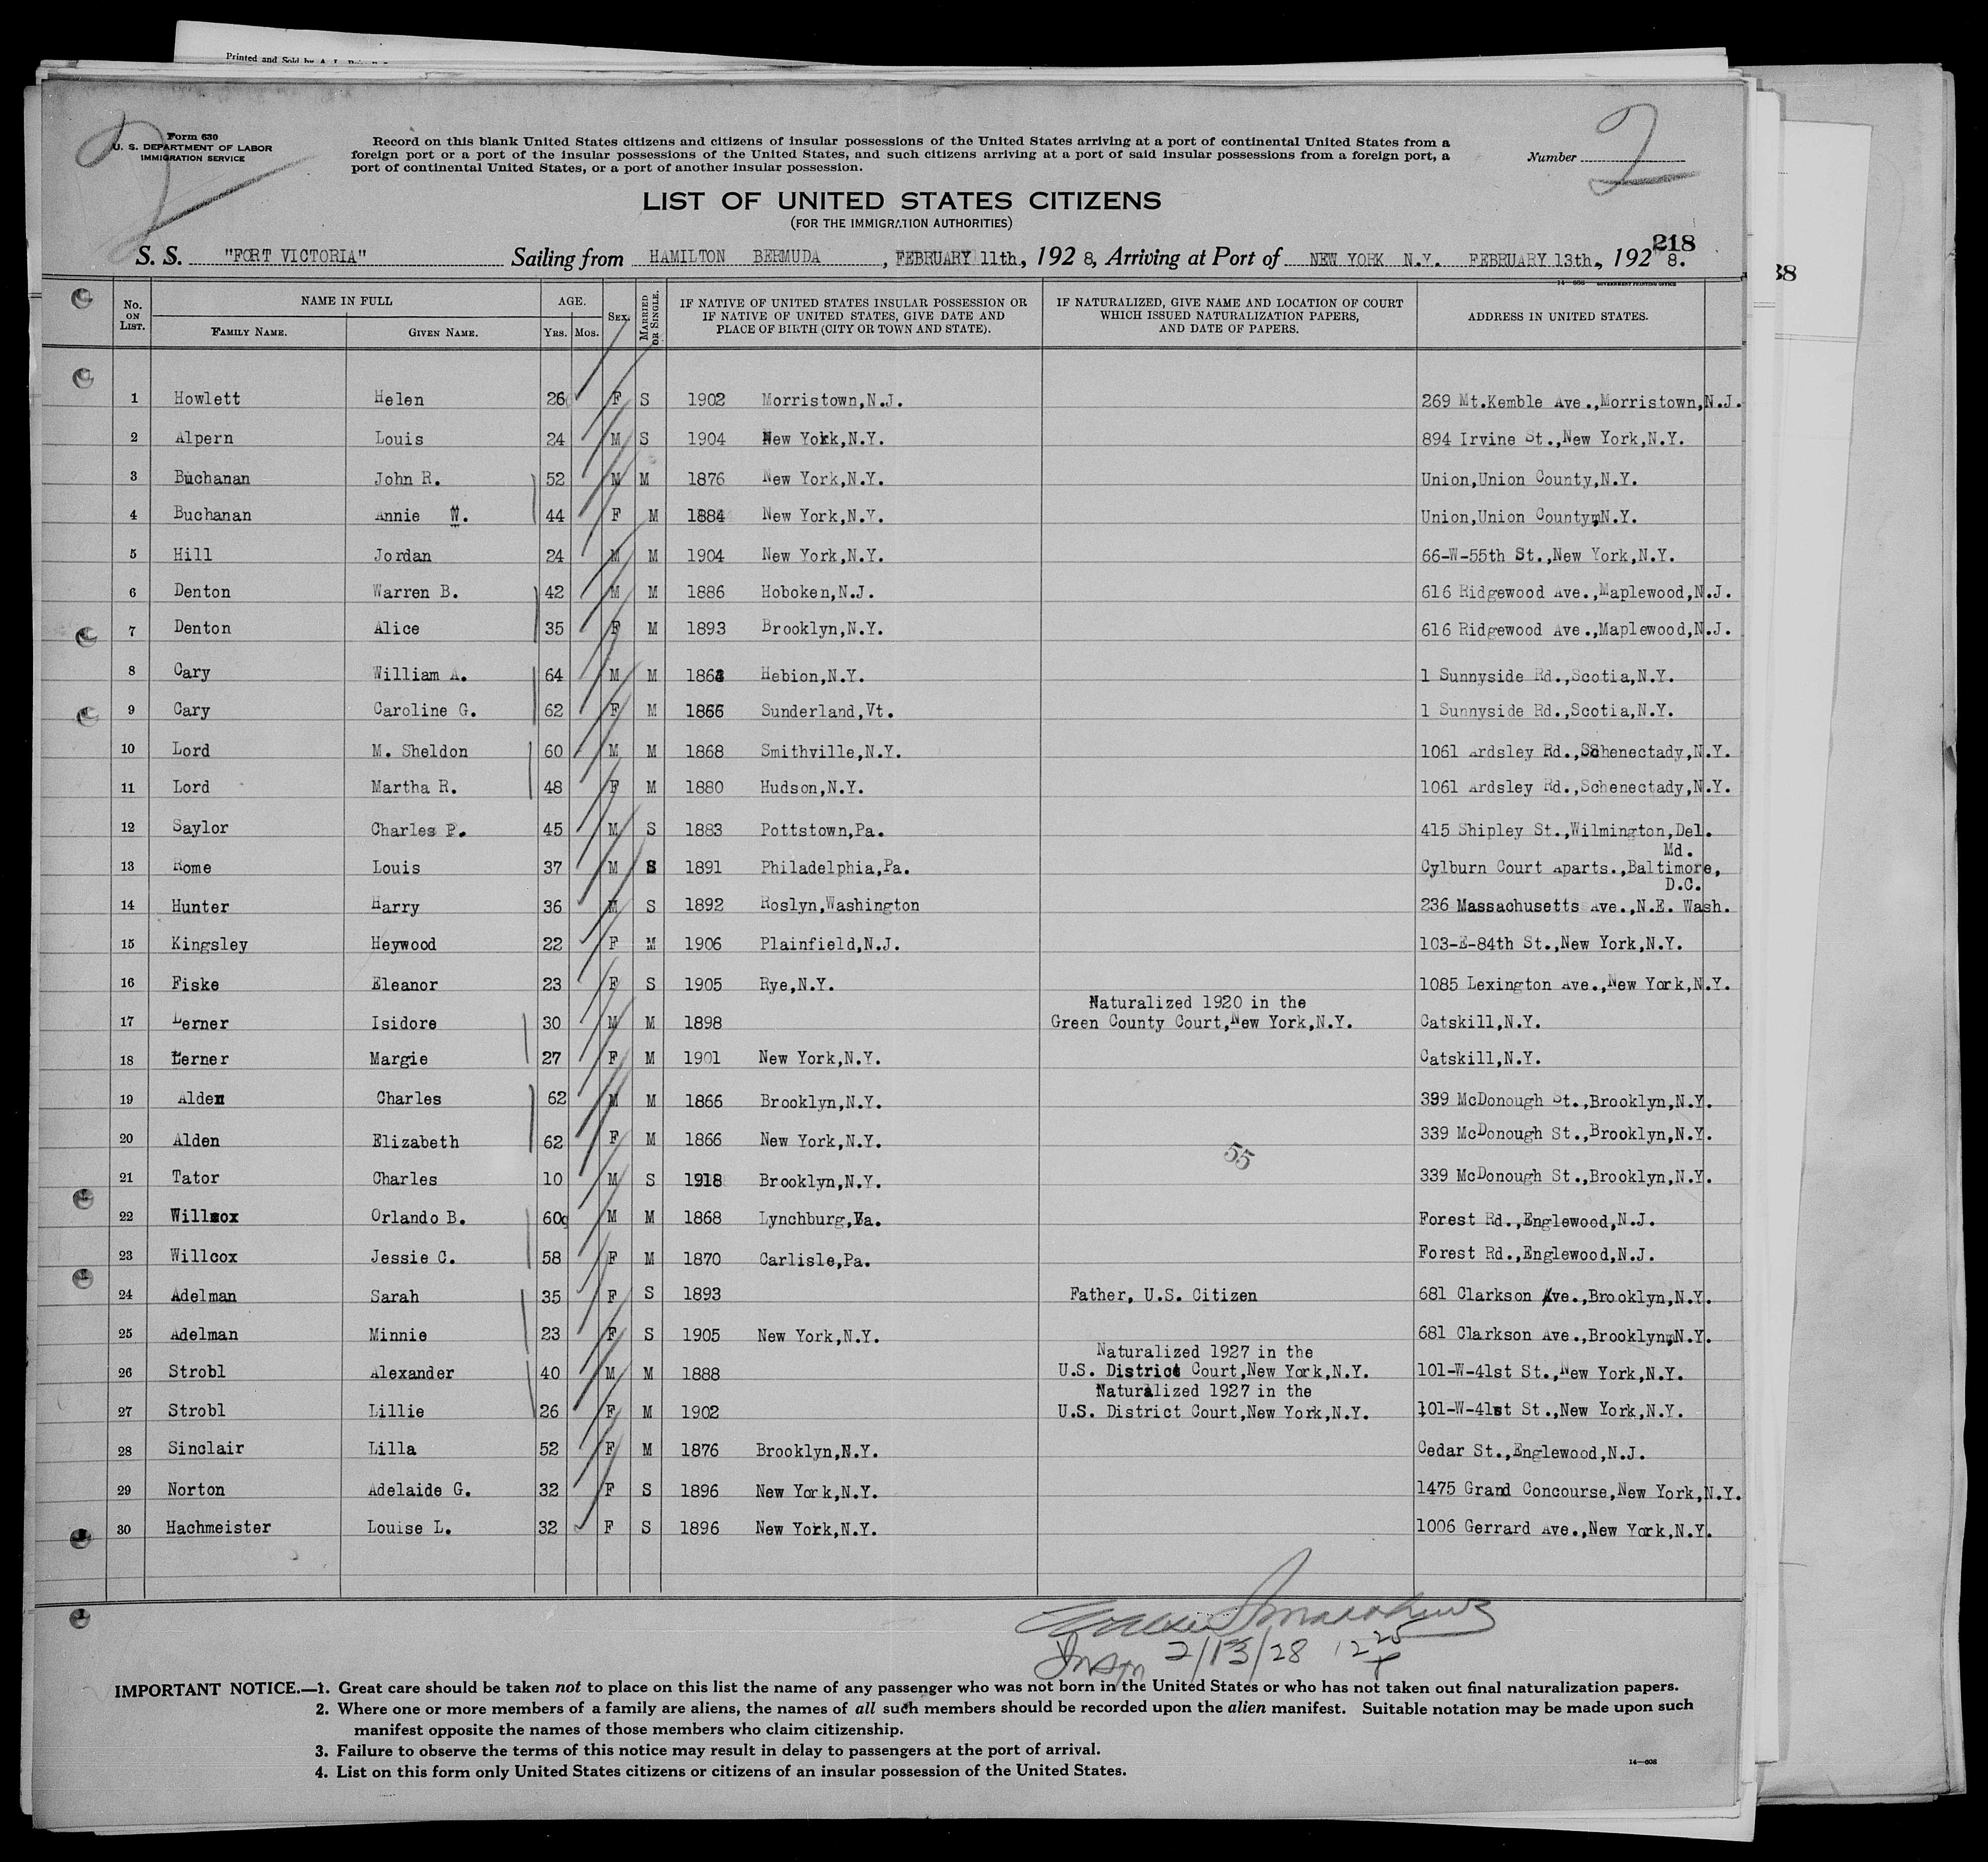 Printed and Sold by
2
2
Form 630
U. S. DEPARTMENT OF LABOR
IMMIGRATION SERVICE
Record on this blank United States citizens and citizens of insular possessions of the United States arriving at a port of continental United States from a
foreign port or a port of the insular possessions of the United States, and such citizens arriving at a port of said insular possessions from a foreign port, a
port of continental United States, or a port of another insular possession.
Number
LIST OF UNITED STATES CITIZENS
(FOR THE IMMIGRATION AUTHORITIES)
218
S. S. "FORT VICTORIA" Sailing from HAMILTON BERMUDA, FEBRUARY 11th, 192 8, Arriving at Port of NEW YORK N.Y. FEBRUARY 13th., 192 8.
14—608 GOVERNMENT PRINTING OFFICE
38
No. ON LIST. NAME IN FULL FAMILY NAME. GIVEN NAME. AGE. YRS. MOS. SEX. MARRIED OR SINGLE. IF NATIVE OF UNITED STATES INSULAR POSSESSION OR IF NATIVE OF UNITED STATES, GIVE DATE AND PLACE OF BIRTH (CITY OR TOWN AND STATE). IF NATURALIZED, GIVE NAME AND LOCATION OF COURT WHICH ISSUED NATURALIZATION PAPERS, AND DATE OF PAPERS. ADDRESS IN UNITED STATES.
1 Howlett Helen 26 F S 1902 Morristown,N.J. 269 Mt.Kemble Ave.,Morristown,N.J.
2 Alpern Louis 24 M S 1904 New York,N.Y. 894 Irvine St.,New York,N.Y.
3 Buchanan John R. 52 M M 1876 New York,N.Y. Union,Union County,N.Y.
4 Buchanan Annie W. 44 F M 1884 New York,N.Y. Union,Union County,N.Y.
5 Hill Jordan 24 M M 1904 New York,N.Y. 66-W-55th St.,New York,N.Y.
6 Denton Warren B. 42 M M 1886 Hoboken,N.J. 616 Ridgewood Ave.,Maplewood,N.J.
7 Denton Alice 35 F M 1893 Brooklyn,N.Y. 616 Ridgewood Ave.,Maplewood,N.J.
8 Cary William A. 64 M M 1864 Hebion,N.Y. 1 Sunnyside Rd.,Scotia,N.Y.
9 Cary Caroline G. 62 F M 1866 Sunderland,Vt. 1 Sunnyside Rd.,Scotia,N.Y.
10 Lord M. Sheldon 60 M M 1868 Smithville,N.Y. 1061 Ardsley Rd.,SShenectady,N.Y.
11 Lord Martha R. 48 F M 1880 Hudson,N.Y. 1061 Ardsley Rd.,Schenectady,N.Y.
12 Saylor Charles P. 45 M S 1883 Pottstown,Pa. 415 Shipley St.,Wilmington,Del.
Md.
13 Rome Louis 37 M S 1891 Philadelphia,Pa. Cylburn Court Aparts.,Baltimore,
D.C.
14 Hunter Harry 36 M S 1892 Roslyn,Washington 236 Massachusetts Ave.,N.E. Wash.
15 Kingsley Heywood 22 F M 1906 Plainfield,N.J. 103-E-84th St.,New York,N.Y.
16 Fiske Eleanor 23 F S 1905 Rye,N.Y. 1085 Lexington Ave.,New York,N.Y.
Naturalized 1920 in the
17 Lerner Isidore 30 M M 1898 Green County Court,New York,N.Y. Catskill,N.Y.
18 Lerner Margie 27 F M 1901 New York,N.Y. Catskill,N.Y.
19 Alden Charles 62 M M 1866 Brooklyn,N.Y. 339 McDonough St.,Brooklyn,N.Y.
20 Alden Elizabeth 62 F M 1866 New York,N.Y. 339 McDonough St.,Brooklyn,N.Y.
55
21 Tator Charles 10 M S 1918 Brooklyn,N.Y. 339 McDonough St.,Brooklyn,N.Y.
22 Willcox Orlando B. 60 M M 1868 Lynchburg,Va. Forest Rd.,Englewood,N.J.
23 Willcox Jessie C. 58 F M 1870 Carlisle,Pa. Forest Rd.,Englewood,N.J.
24 Adelman Sarah 35 F S 1893 Father, U.S. Citizen 681 Clarkson Ave.,Brooklyn,N.Y.
25 Adelman Minnie 23 F S 1905 New York,N.Y. 681 Clarkson Ave.,Brooklyn,N.Y.
Naturalized 1927 in the
26 Strobl Alexander 40 M M 1888 U.S. District Court,New York,N.Y. 101-W-41st St.,New York,N.Y.
Naturalized 1927 in the
27 Strobl Lillie 26 F M 1902 U.S. District Court,New York,N.Y. 101-W-41st St.,New York,N.Y.
28 Sinclair Lilla 52 F M 1876 Brooklyn,N.Y. Cedar St.,Englewood,N.J.
29 Norton Adelaide G. 32 F S 1896 New York,N.Y. 1475 Grand Concourse,New York,N.Y.
30 Hachmeister Louise L. 32 F S 1896 New York,N.Y. 1006 Gerrard Ave.,New York,N.Y.
2/13/28 12 25
IMPORTANT NOTICE.—1. Great care should be taken not to place on this list the name of any passenger who was not born in the United States or who has not taken out final naturalization papers.
2. Where one or more members of a family are aliens, the names of all such members should be recorded upon the alien manifest. Suitable notation may be made upon such
manifest opposite the names of those members who claim citizenship.
3. Failure to observe the terms of this notice may result in delay to passengers at the port of arrival.
4. List on this form only United States citizens or citizens of an insular possession of the United States.
14—608